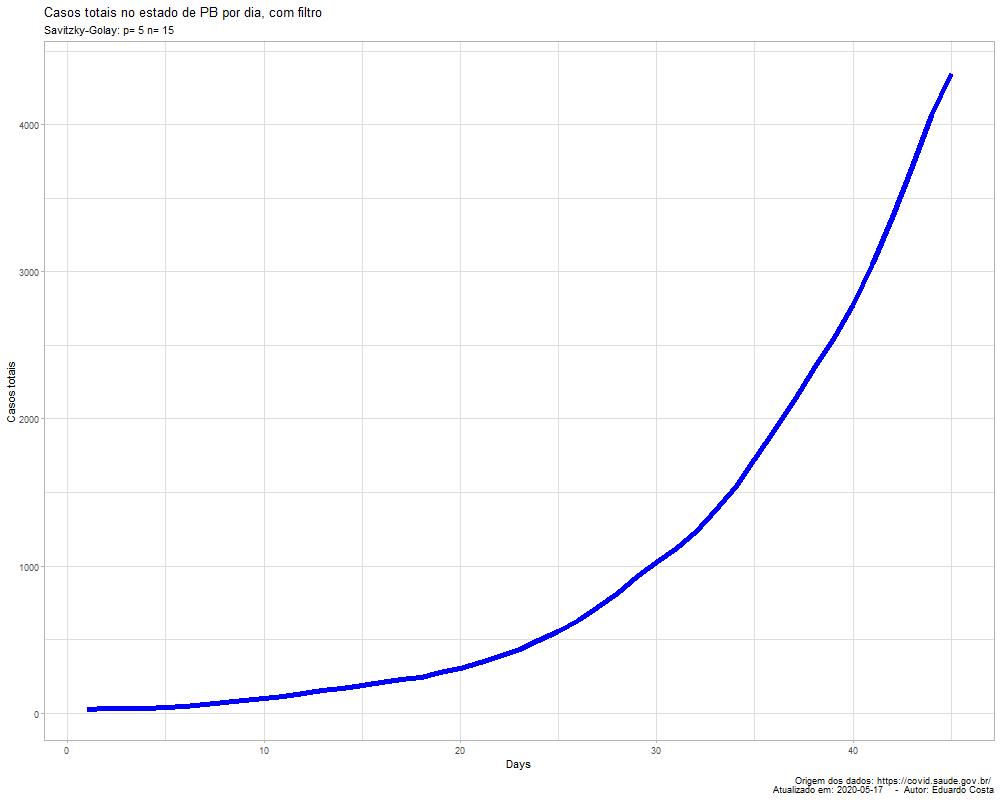 Casos totais no estado de PB por dia, com filtro
Savitzky-Golay: p= 5 n= 15
4000
3000
Casos totais
2000
1000
0
0 10 20 30 40
Days
Origem dos dados: https://covid.saude.gov.br/
Atualizado em: 2020-05-17 - Autor: Eduardo Costa